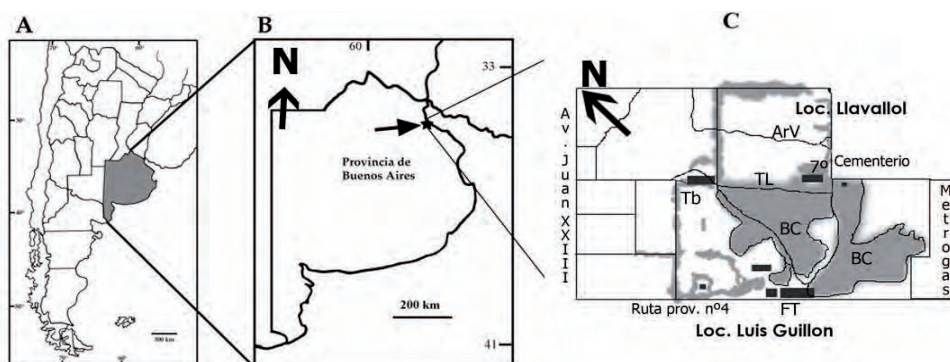 A
B
C
60
33
N
Provincia de
Buenos Aires
200 km
41
500 km
N
Av. Juan XXIII
Loc. Llavallol
ArV
7º
Cementerio
TL
Tb
BC
BC
Metrogas
Ruta prov. nº4
FT
Loc. Luis Guillon